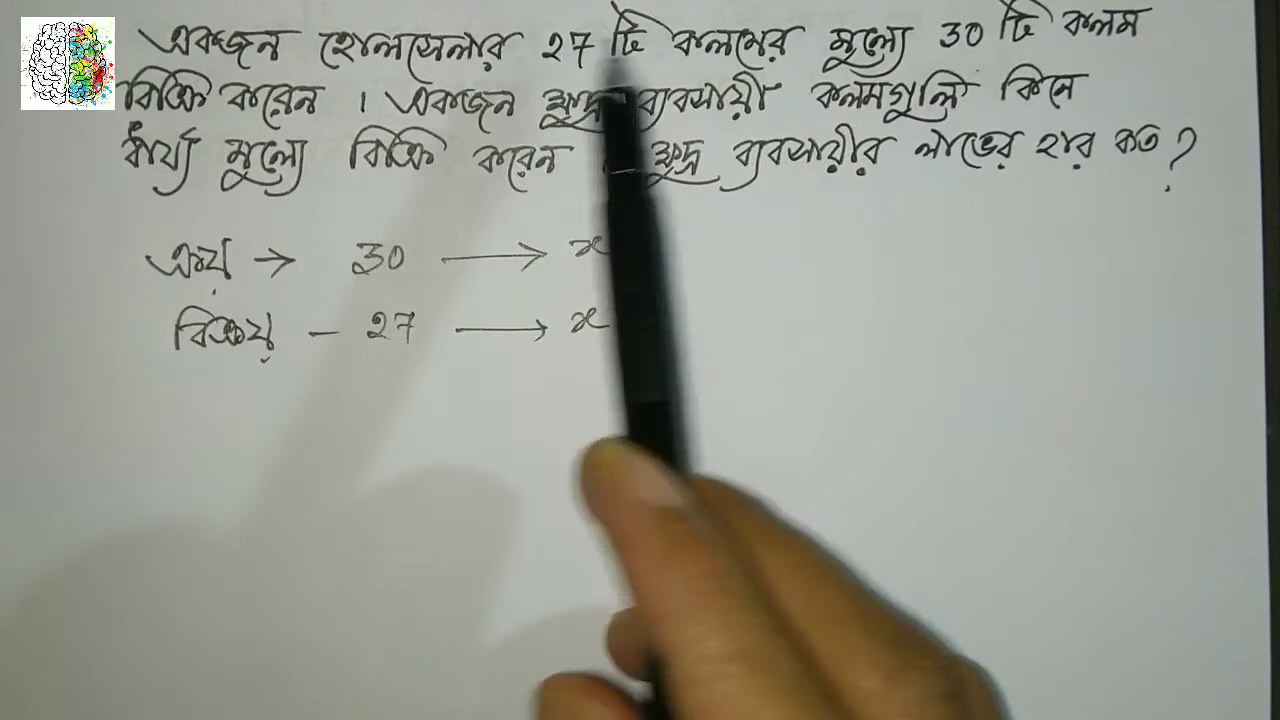 একজন হোলসেলার 27 টি কলমের মূল্যে 30 টি কলম
বিক্রি করেন । একজন ক্ষুদ্র ব্যবসায়ী কলমগুলি কিনে
ধার্য্য মূল্যে বিক্রি করেন ক্ষুদ্র ব্যবসায়ীর লাভের হার কত ?
ক্রয় → 30 → x
বিক্রয় - 27 → x